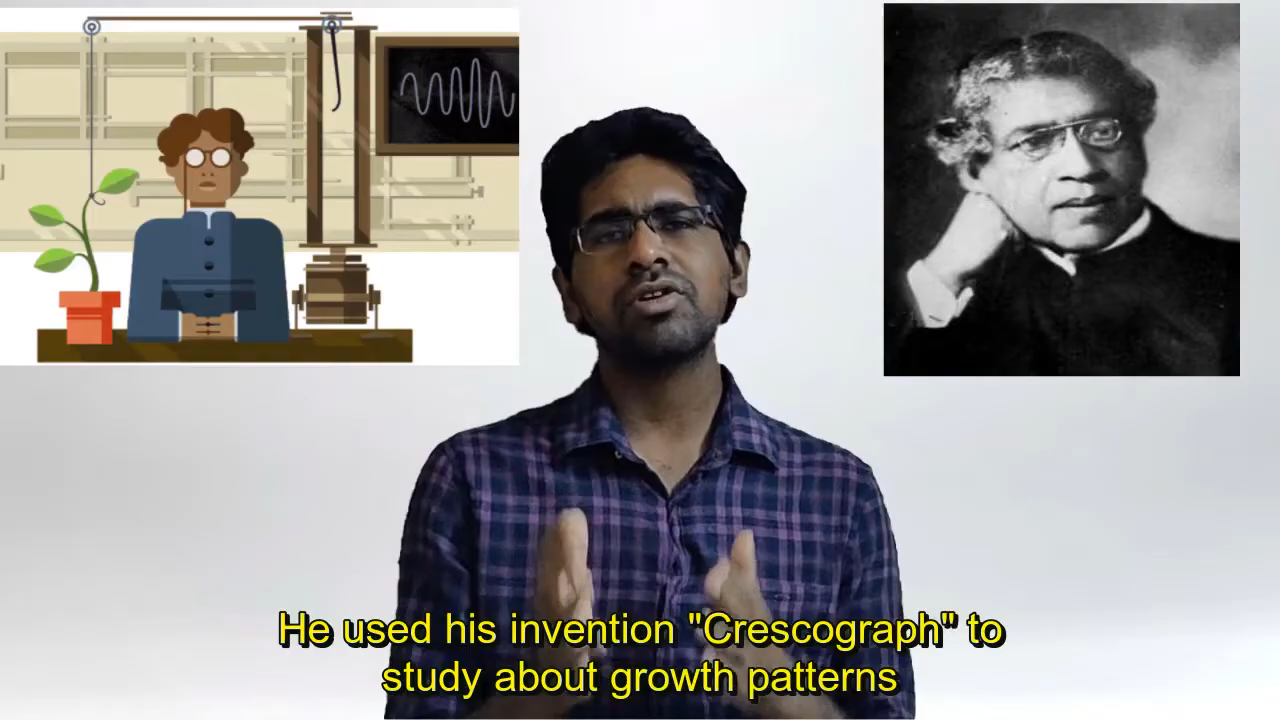 He used his invention "Crescograph" to
study about growth patterns